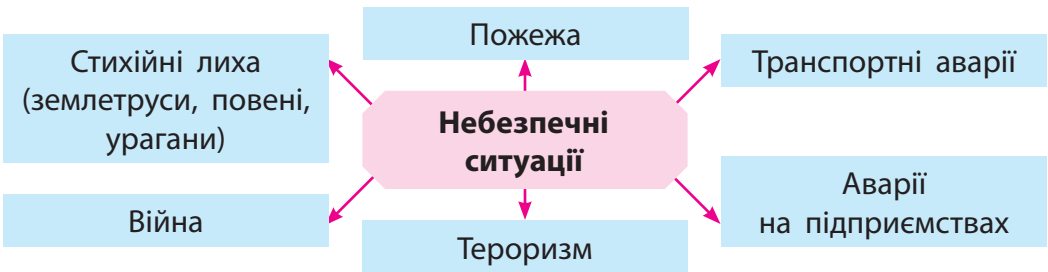 Пожежа
Стихійні лиха
(землетруси, повені,
урагани)
Транспортні аварії
Небезпечні
ситуації
Війна
Тероризм
Аварії
на підприємствах